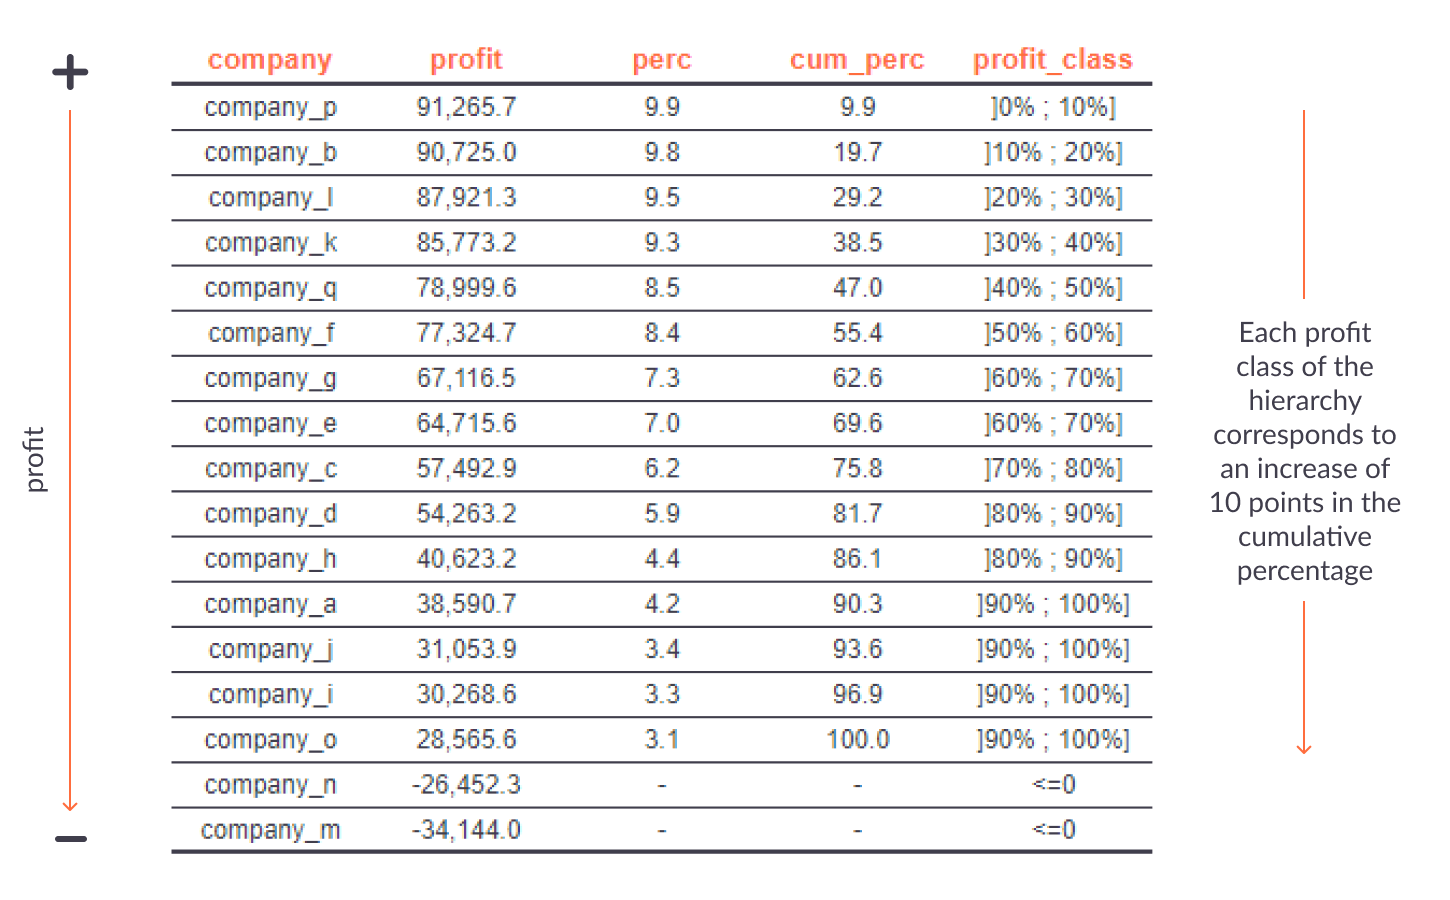 company profit perc cum_perc profit_class
company_p 91,265.7 9.9 9.9 ]0% ; 10%]
company_b 90,725.0 9.8 19.7 ]10% ; 20%]
company_l 87,921.3 9.5 29.2 ]20% ; 30%]
company_k 85,773.2 9.3 38.5 ]30% ; 40%]
company_q 78,999.6 8.5 47.0 ]40% ; 50%]
company_f 77,324.7 8.4 55.4 ]50% ; 60%]
company_g 67,116.5 7.3 62.6 ]60% ; 70%]
company_e 64,715.6 7.0 69.6 ]60% ; 70%]
company_c 57,492.9 6.2 75.8 ]70% ; 80%]
company_d 54,263.2 5.9 81.7 ]80% ; 90%]
company_h 40,623.2 4.4 86.1 ]80% ; 90%]
company_a 38,590.7 4.2 90.3 ]90% ; 100%]
company_j 31,053.9 3.4 93.6 ]90% ; 100%]
company_i 30,268.6 3.3 96.9 ]90% ; 100%]
company_o 28,565.6 3.1 100.0 ]90% ; 100%]
company_n -26,452.3 - - <=0
company_m -34,144.0 - - <=0
+
profit
−
Each profit
class of the
hierarchy
corresponds to
an increase of
10 points in the
cumulative
percentage